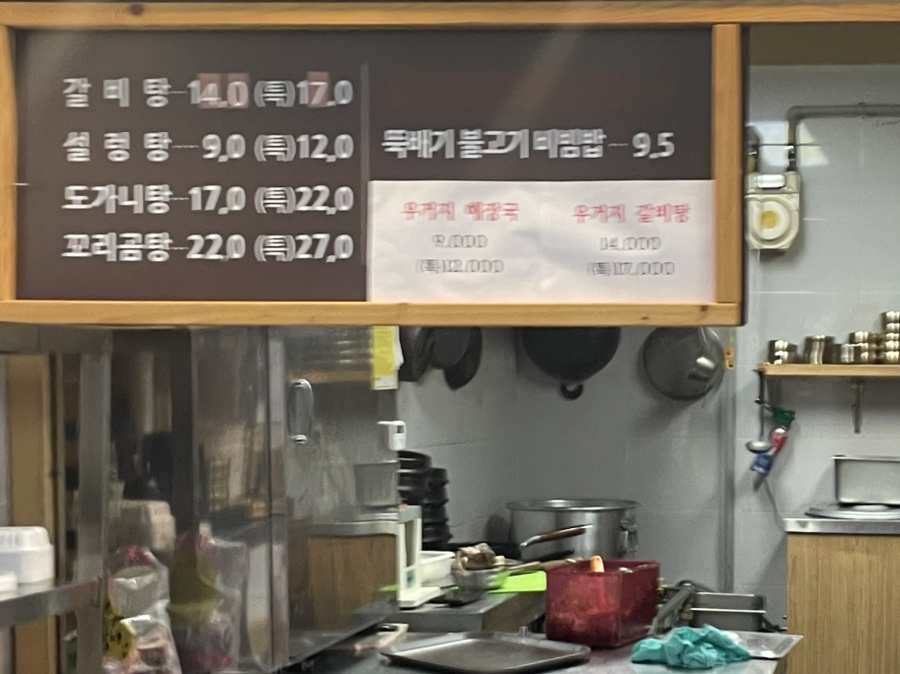 갈비탕 14.0 (특)17.0
설렁탕 9,0 (특)12,0
도가니탕 17,0 (특)22,0
꼬리곰탕 22,0 (특)27,0
뚝배기불고기비빔밥 9.5
우거지 해장국
9,000
(특)12,000
우거지 갈비탕
14,000
(특)17,000